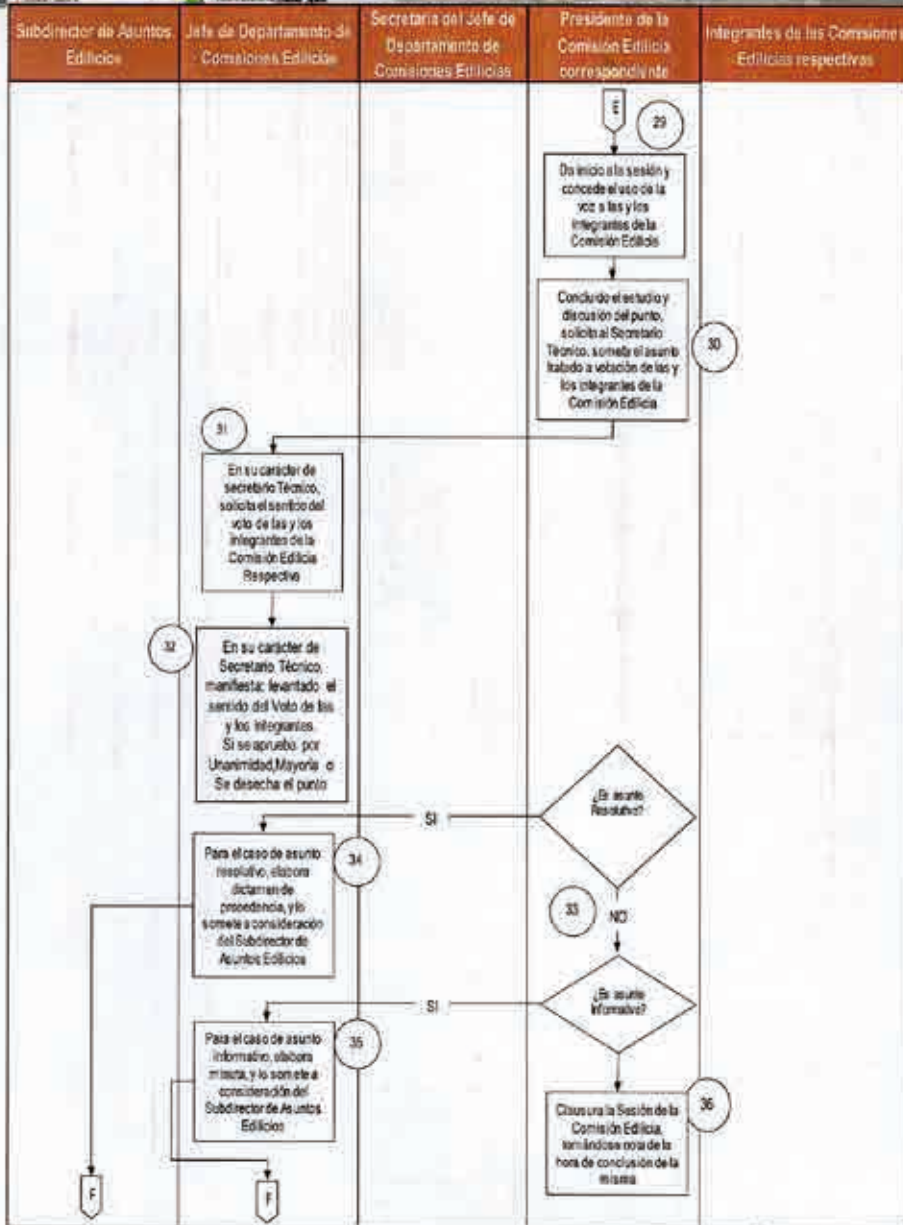 Subdirector de Asuntos
Edilicios
Jefe de Departamento de
Comisiones Edilicias
Secretaria del Jefe de
Departamento de
Comisiones Edilicias
Presidente de la
Comisión Edilicia
correspondiente
Integrantes de las Comisiones
Edilicias respectivas
29
Da inicio a la sesión y
concede el uso de la
voz a las y los
integrantes de la
Comisión Edilicia
Concluido el estudio y
discusión del punto,
solicita al Secretario
Técnico, someta el asunto
tratado a votación de las y
los integrantes de la
Comisión Edilicia
30
31
En su carácter de
secretario Técnico,
solicita el sentido del
voto de las y los
integrantes de la
Comisión Edilicia
Respectiva
32
En su carácter de
Secretario Técnico,
manifiesta: levantado el
sentido del Voto de las
y los Integrantes
Si se aprueba por
Unanimidad, Mayoría o
Se desecha el punto
¿Es asunto
Resolutivo?
SI
34
Para el caso de asunto
resolutivo, elabora
dictamen de
procedencia, y lo
somete a consideración
del Subdirector de
Asuntos Edilicios
33
NO
¿Es asunto
Informativo?
SI
35
Para el caso de asunto
informativo, elabora
minuta, y lo somete a
consideración del
Subdirector de Asuntos
Edilicios
36
Clausura la Sesión de la
Comisión Edilicia,
tomándose nota de la
hora de conclusión de la
misma
F
F